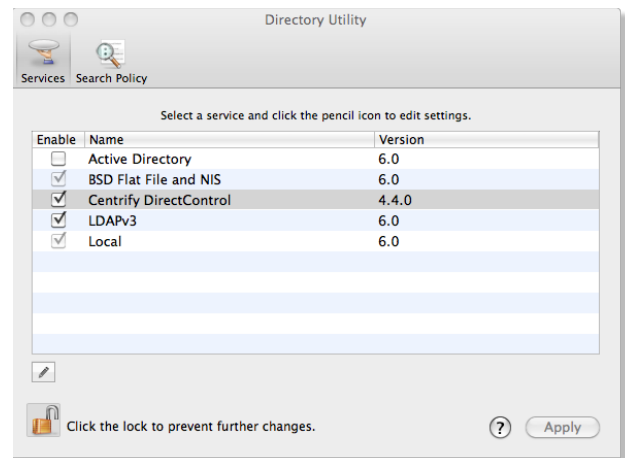 Directory Utility
Services Search Policy
Select a service and click the pencil icon to edit settings.
Enable Name Version
Active Directory 6.0
BSD Flat File and NIS 6.0
Centrify DirectControl 4.4.0
LDAPv3 6.0
Local 6.0
Click the lock to prevent further changes. ? Apply